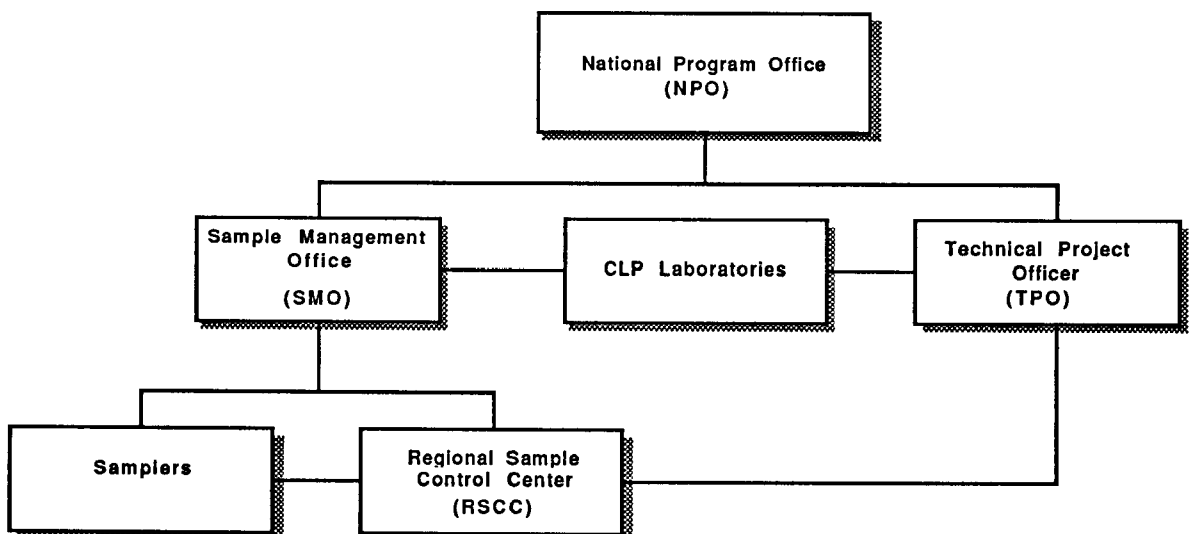 National Program Office
(NPO)
Sample Management
Office
(SMO)
CLP Laboratories
Technical Project
Officer
(TPO)
Samplers
Regional Sample
Control Center
(RSCC)